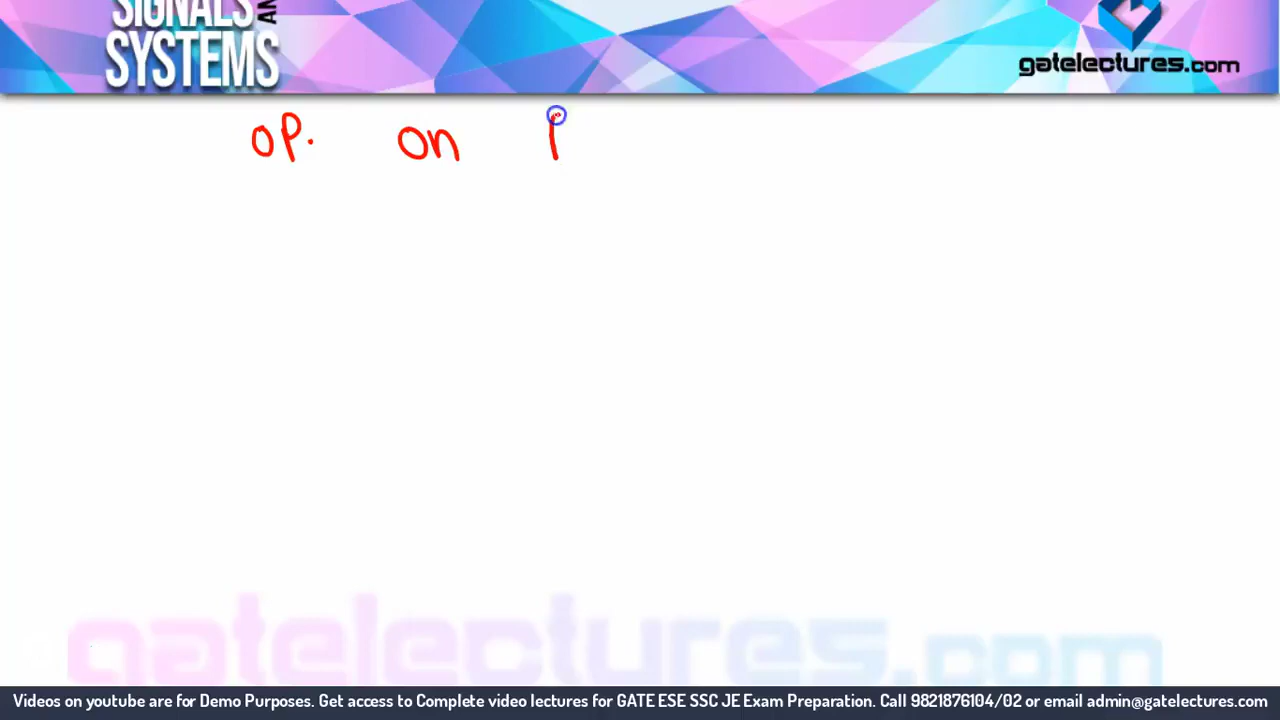 SIGNALS AND
SYSTEMS
gatelectures.com
OP. on
gatelectures.com
Videos on youtube are for Demo Purposes. Get access to Complete video lectures for GATE ESE SSC JE Exam Preparation. Call 9821876104/02 or email admin@gatelectures.com